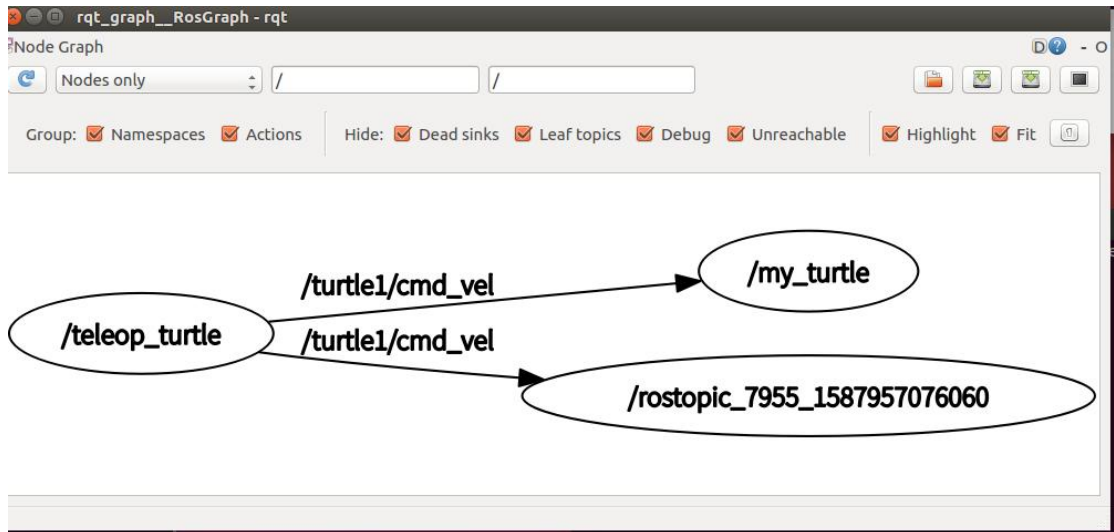 rqt_graph__RosGraph - rqt
Node Graph
D ? - O
Nodes only / /
Group: Namespaces Actions Hide: Dead sinks Leaf topics Debug Unreachable Highlight Fit
/my_turtle
/turtle1/cmd_vel
/teleop_turtle
/turtle1/cmd_vel
/rostopic_7955_1587957076060